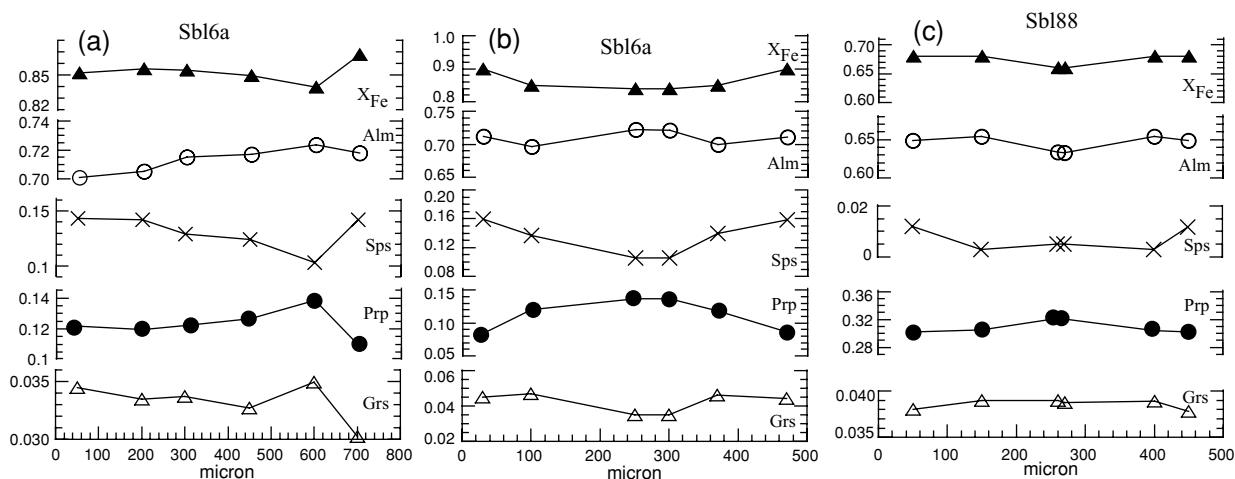 (a) Sbl6a
0.85
0.82
XFe
0.74
0.72
0.70
Alm
0.15
0.1
Sps
0.14
0.12
0.1
Prp
0.035
0.030
Grs
0 100 200 300 400 500 600 700 800
micron
(b) Sbl6a
1.0
0.9
0.8
XFe
0.75
0.70
0.65
Alm
0.20
0.16
0.12
0.08
Sps
0.15
0.10
0.05
Prp
0.06
0.04
0.02
Grs
0 100 200 300 400 500
micron
(c) Sbl88
0.70
0.65
0.60
XFe
0.65
0.60
Alm
0.02
0
Sps
0.36
0.32
0.28
Prp
0.040
0.035
Grs
0 100 200 300 400 500
micron